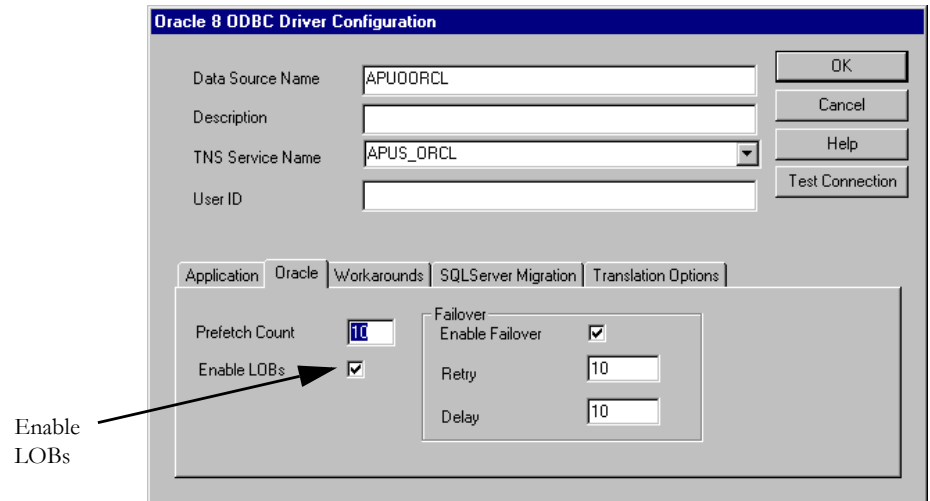 Oracle 8 ODBC Driver Configuration
Data Source Name APUOORCL OK
Description Cancel
TNS Service Name APUS_ORCL Help
User ID Test Connection
Application Oracle Workarounds SQLServer Migration Translation Options
Prefetch Count 10
Enable LOBs
Failover
Enable Failover
Retry 10
Delay 10
Enable
LOBs